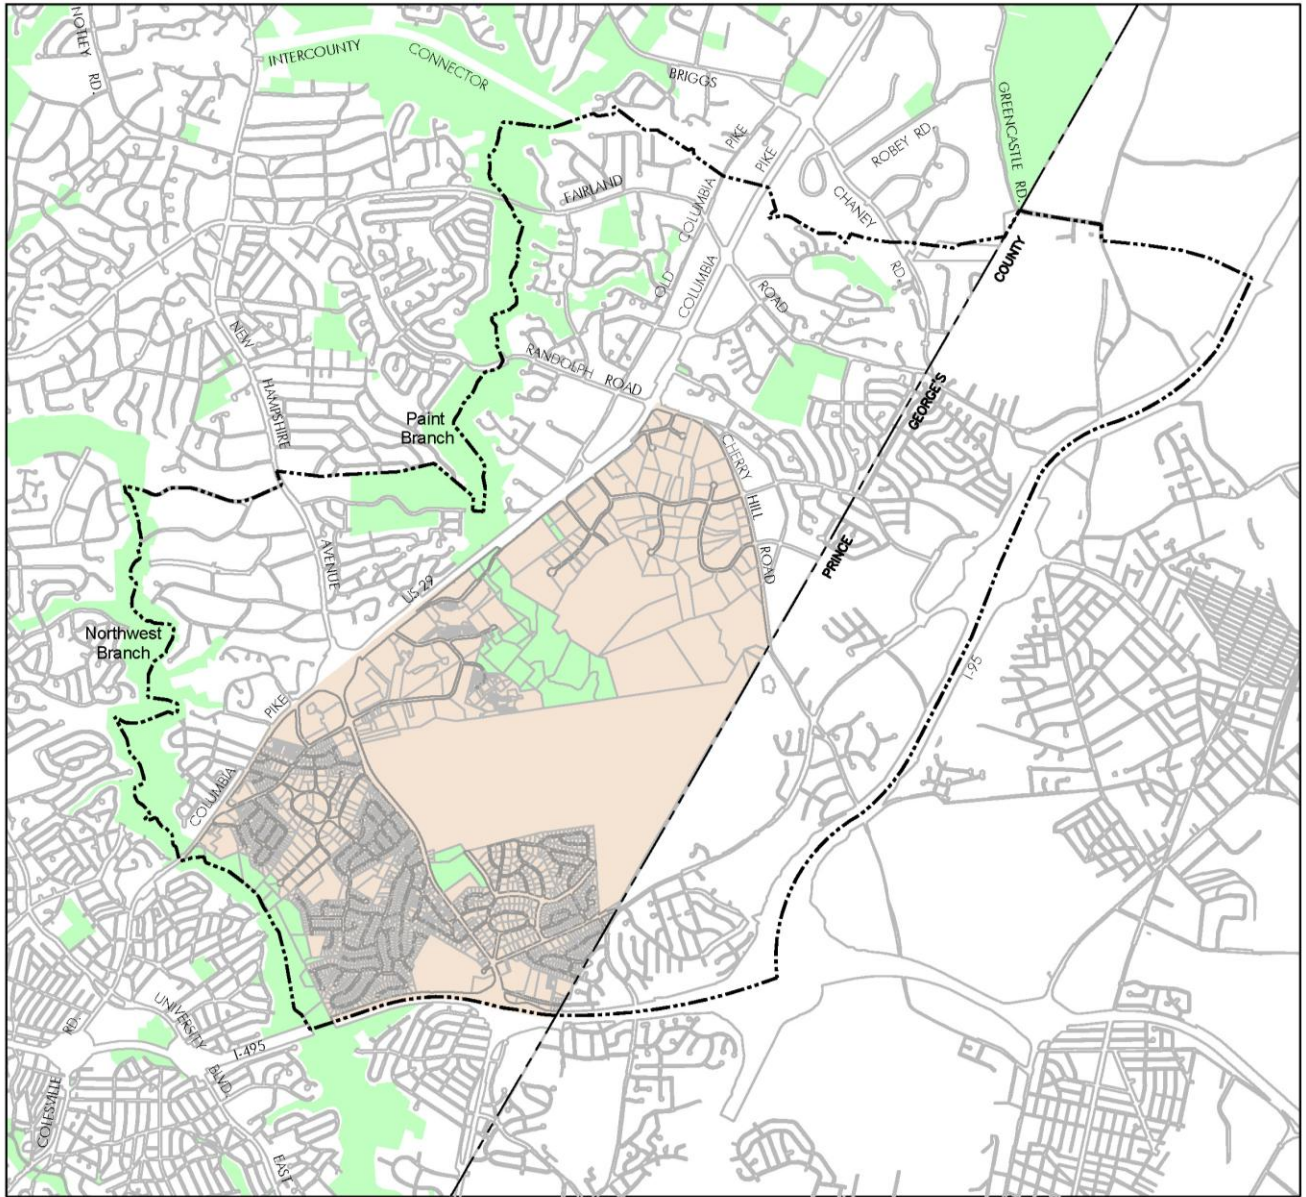 NOTLEY RD.
INTERCOUNTY CONNECTOR
BRIGGS
GREENCASTLE RD.
PIKE
PIKE
ROBEY RD.
FAIRLAND
CHANEY
RD.
OLD COLUMBIA
COLUMBIA
ROAD
COUNTY
NEW
HAMPSHIRE
AVENUE
RANDOLPH ROAD
GEORGE'S
PRINCE
Paint
Branch
CHERRY
HILL
ROAD
US 29
Northwest
Branch
I-95
PIKE
COLUMBIA
UNIVERSITY
BLVD.
EAST
RD.
COLESVILLE
I-495